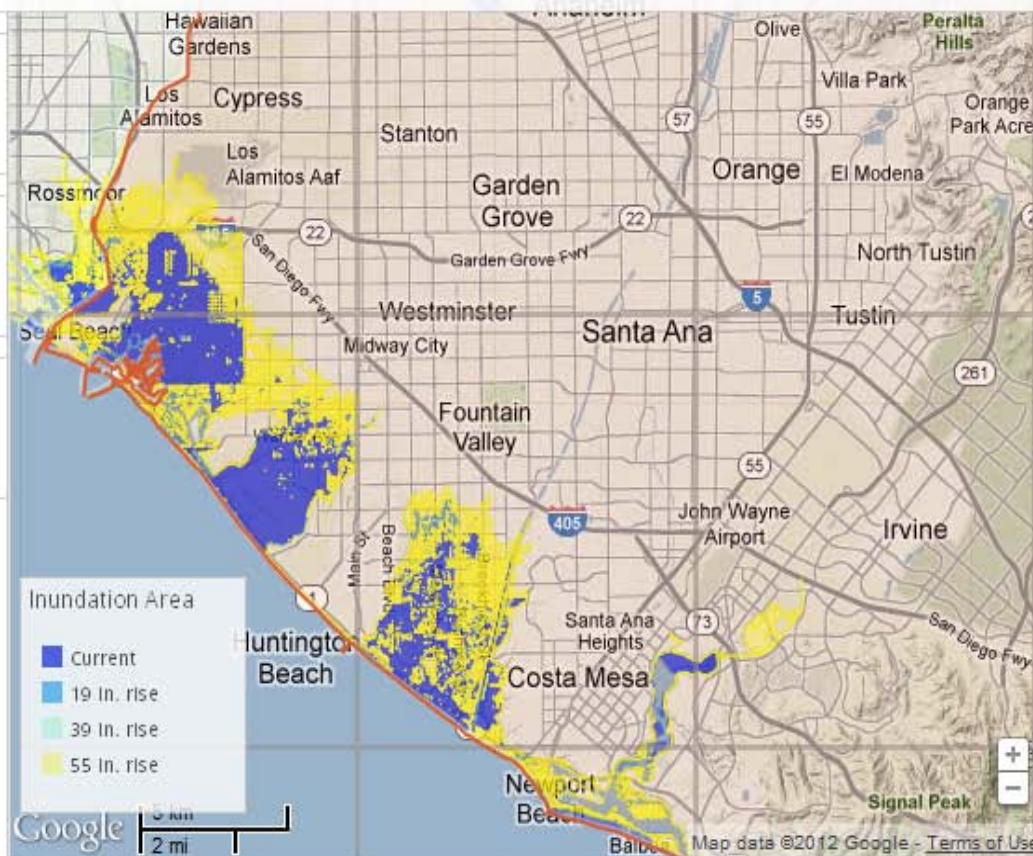 Anaheim
Hawaiian
Gardens
Olive
Peralta
Hills
Villa Park
Los
Alamitos
Cypress
Stanton
57
55
Orange
Park Acre
Los
Alamitos Aaf
Garden
Grove
Orange
El Modena
Rossmoor
405
22
22
San Diego Fwy
Garden Grove Fwy
North Tustin
5
Westminster
Santa Ana
Tustin
Seal Beach
Midway City
261
Fountain
Valley
55
405
John Wayne
Airport
Irvine
Main St
Beach
1
Inundation Area
Current
19 in. rise
39 in. rise
55 in. rise
Huntington
Beach
Santa Ana
Heights
73
San Diego Fwy
Costa Mesa
Newport
Beach
+
−
Signal Peak
Google
5 km
2 mi
Balboa
Map data ©2012 Google - Terms of Use